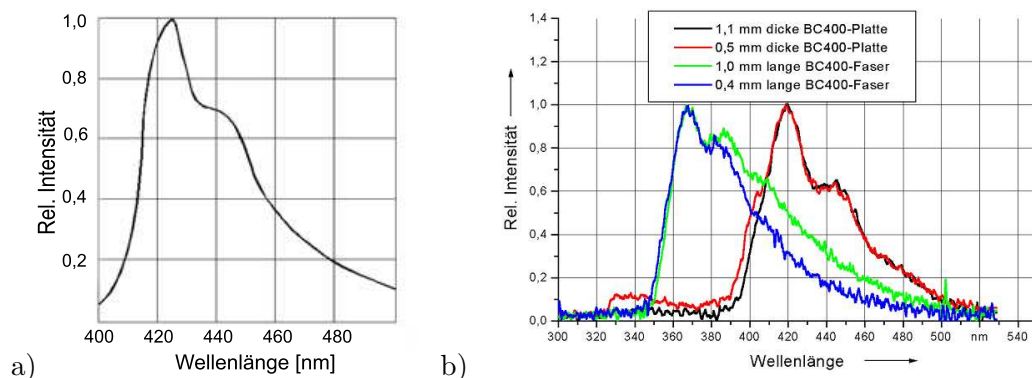 1,0
0,8
0,6
0,4
0,2
Rel. Intensität
400 420 440 460 480
Wellenlänge [nm]
a)
1,4
1,2
1,0
0,8
0,6
0,4
0,2
0,0
Rel. Intensität
1,1 mm dicke BC400-Platte
0,5 mm dicke BC400-Platte
1,0 mm lange BC400-Faser
0,4 mm lange BC400-Faser
300 320 340 360 380 400 420 440 460 480 500 nm 540
Wellenlänge
b)